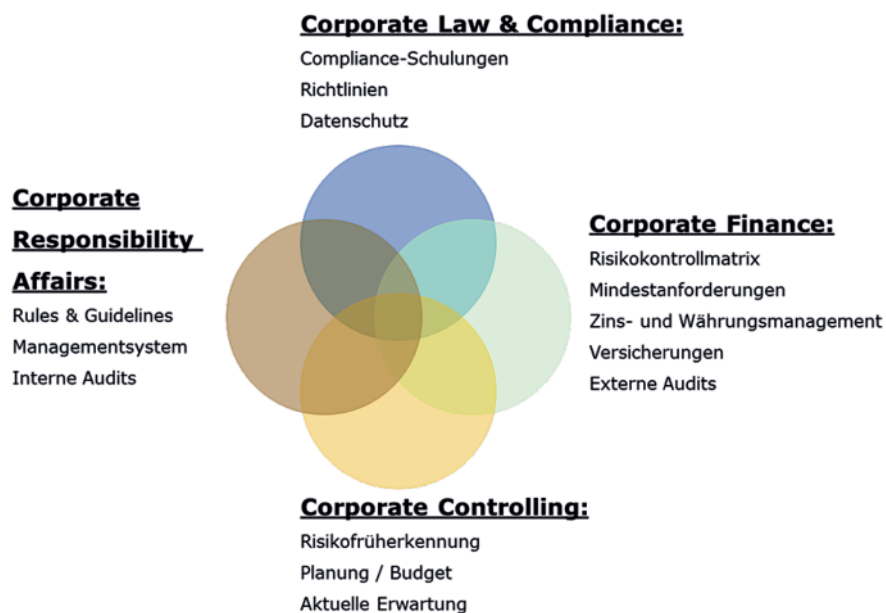 Corporate Law & Compliance:
Compliance-Schulungen
Richtlinien
Datenschutz
Corporate
Responsibility
Affairs:
Rules & Guidelines
Managementsystem
Interne Audits
Corporate Finance:
Risikokontrollmatrix
Mindestanforderungen
Zins- und Währungsmanagement
Versicherungen
Externe Audits
Corporate Controlling:
Risikofrüherkennung
Planung / Budget
Aktuelle Erwartung